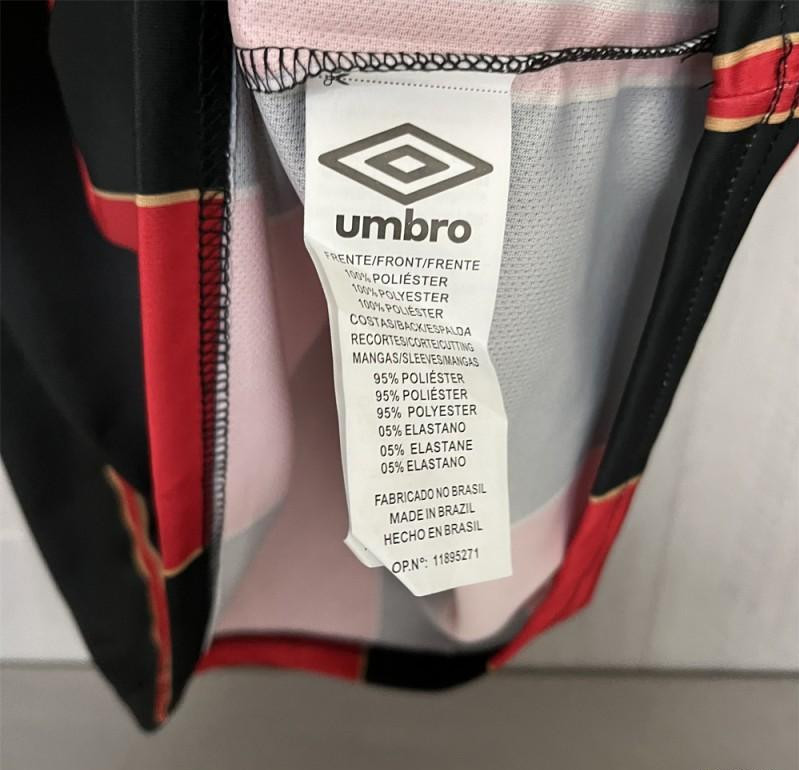 umbro
FRENTE/FRONT/FRENTE
100% POLIÉSTER
100% POLYESTER
100% POLIÉSTER
COSTAS/BACK/ESPALDA
RECORTES/CORTE/CUTTING
MANGAS/SLEEVES/MANGAS
95% POLIÉSTER
95% POLIÉSTER
95% POLYESTER
05% ELASTANO
05% ELASTANE
05% ELASTANO
FABRICADO NO BRASIL
MADE IN BRAZIL
HECHO EN BRASIL
OP.Nº: 11895271